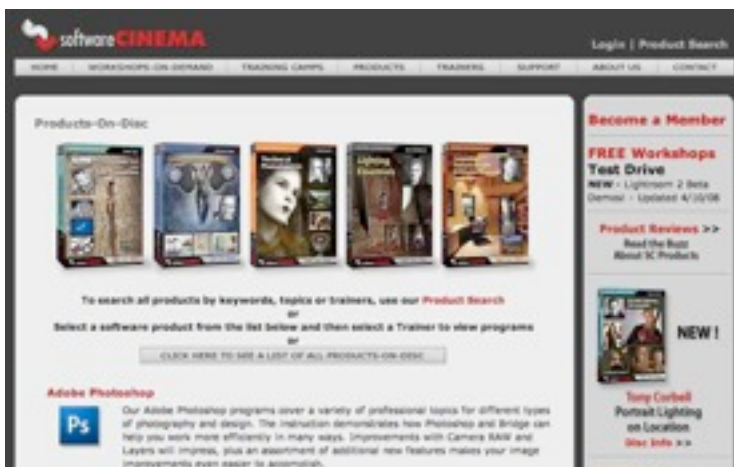 softwareCINEMA
Login | Product Search
HOME WORKSHOPS-ON-DEMAND TRAINING CAMPS PRODUCTS TRAINERS SUPPORT ABOUT US CONTACT
Products-On-Disc
To search all products by keywords, topics or trainers, use our Product Search
or
Select a software product from the list below and then select a Trainer to view programs
or
CLICK HERE TO SEE A LIST OF ALL PRODUCTS-ON-DISC
Adobe Photoshop
Ps
Our Adobe Photoshop programs cover a variety of professional topics for different types
of photography and design. The instruction demonstrates how Photoshop and Bridge can
help you work more efficiently in many ways. Improvements with Camera RAW and
Layers will impress, plus an assortment of additional new features makes your image
improvements even easier to accomplish.
Become a Member
FREE Workshops
Test Drive
NEW - Lightroom 2 Beta
Demos! - Updated 4/10/08
Product Reviews >>
Read the Buzz
About SC Products
NEW !
Tony Corbell
Portrait Lighting
on Location
Disc Info >>